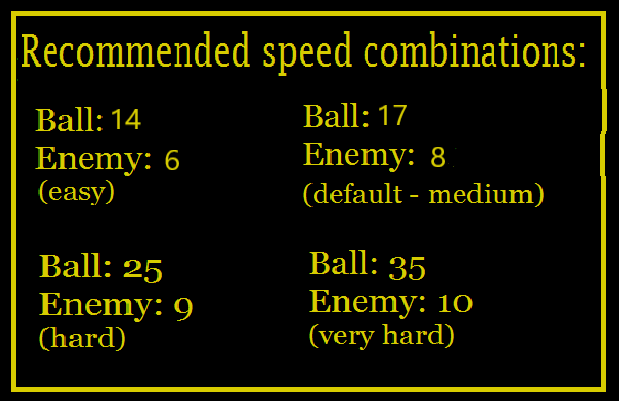 Recommended speed combinations:
Ball: 14
Enemy: 6
(easy)
Ball: 17
Enemy: 8
(default - medium)
Ball: 25
Enemy: 9
(hard)
Ball: 35
Enemy: 10
(very hard)